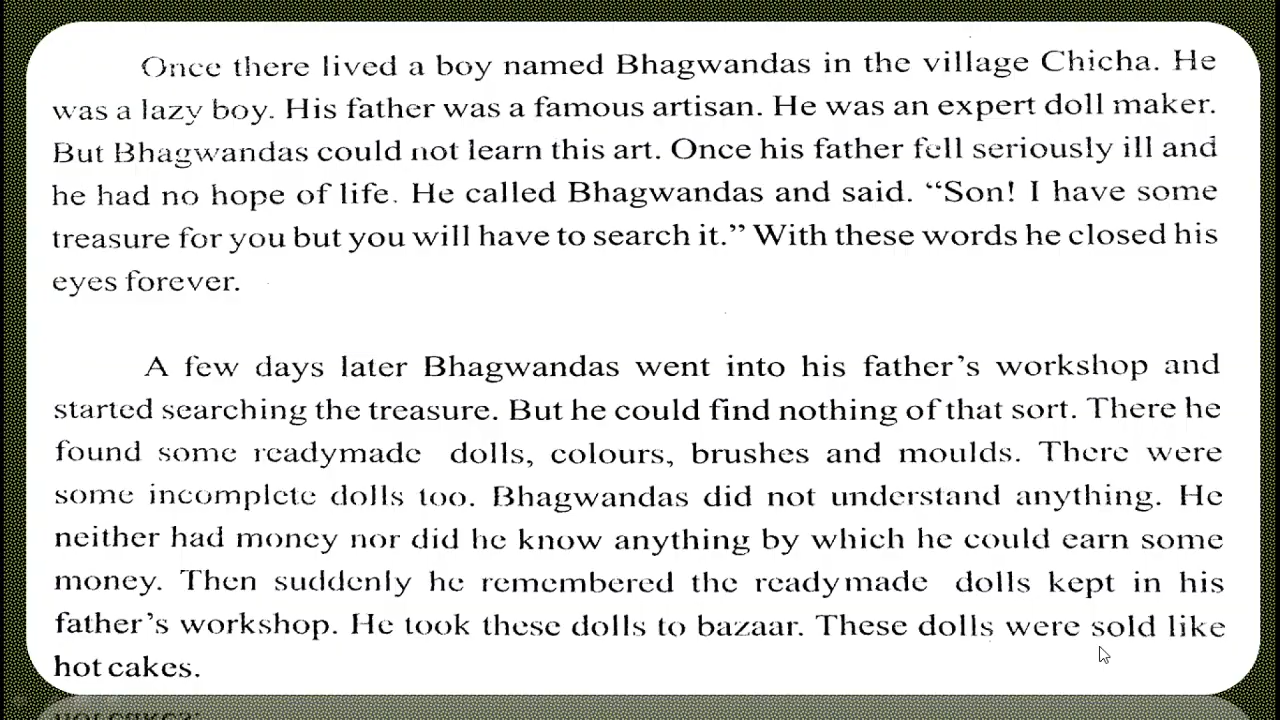 Once there lived a boy named Bhagwandas in the village Chicha. He
was a lazy boy. His father was a famous artisan. He was an expert doll maker.
But Bhagwandas could not learn this art. Once his father fell seriously ill and
he had no hope of life. He called Bhagwandas and said. “Son! I have some
treasure for you but you will have to search it.” With these words he closed his
eyes forever.
A few days later Bhagwandas went into his father’s workshop and
started searching the treasure. But he could find nothing of that sort. There he
found some readymade dolls, colours, brushes and moulds. There were
some incomplete dolls too. Bhagwandas did not understand anything. He
neither had money nor did he know anything by which he could earn some
money. Then suddenly he remembered the readymade dolls kept in his
father’s workshop. He took these dolls to bazaar. These dolls were sold like
hot cakes.